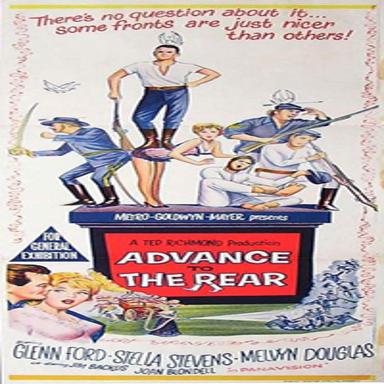 There's no question about it...
some fronts are just nicer
than others!
METRO-GOLDWYN-MAYER presents
FOR
GENERAL
EXHIBITION
A TED RICHMOND Production
ADVANCE
TO
THE REAR
GLENN FORD · STELLA STEVENS · MELVYN DOUGLAS
JIM BACKUS
JOAN BLONDELL
in PANAVISION